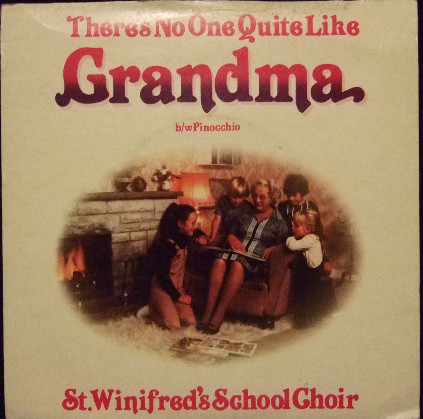 There's No One Quite Like
Grandma
b/w Pinocchio
St. Winifred's School Choir